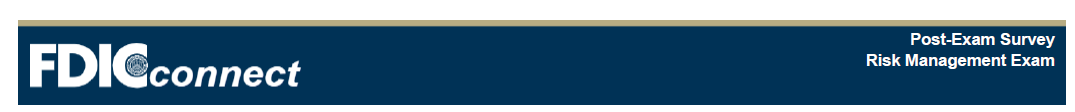 FDICconnect
Post-Exam Survey
Risk Management Exam